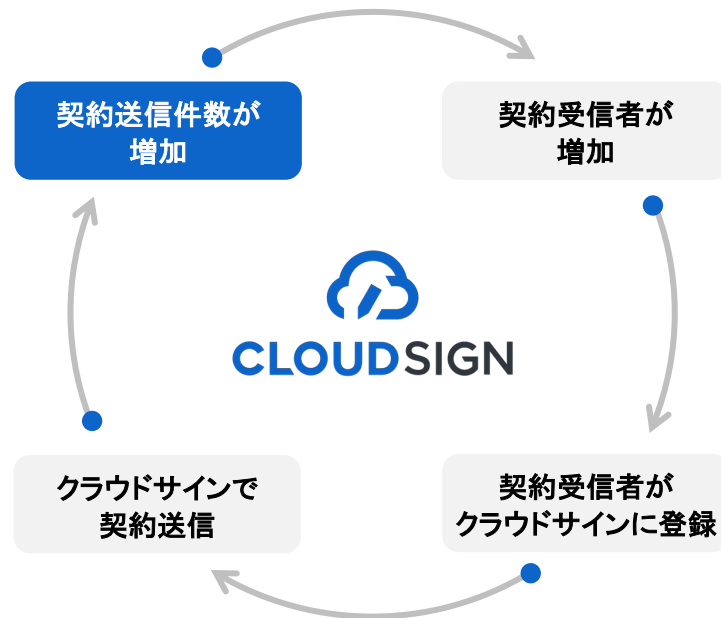 契約送信件数が
増加
契約受信者が
増加
CLOUDSIGN
クラウドサインで
契約送信
契約受信者が
クラウドサインに登録